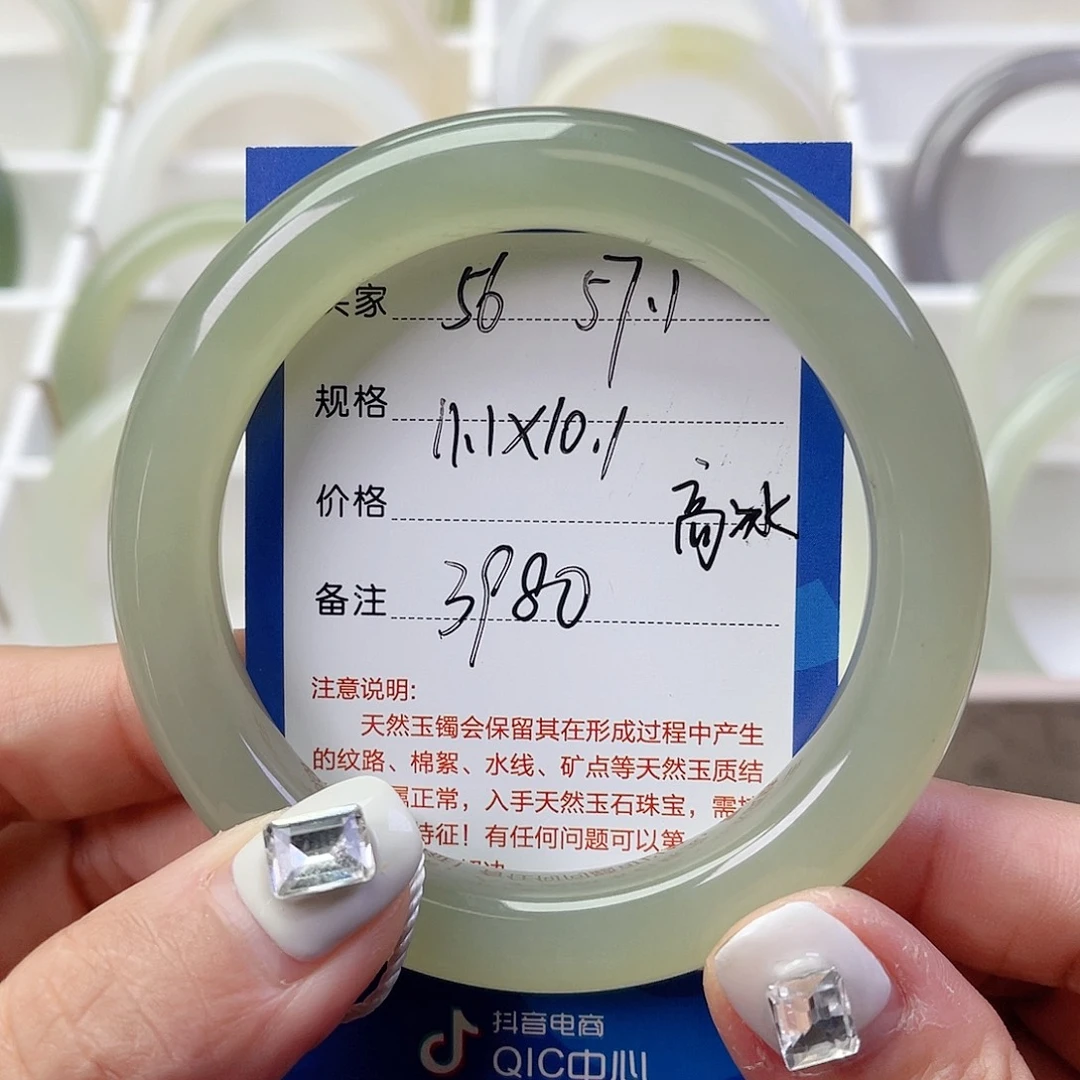 家 56 57.1
规格 11.1X10.1
价格
高冰
备注 3980
注意说明:
天然玉镯会保留其在形成过程中产生
的纹路、棉絮、水线、矿点等天然玉质结
属正常，入手天然玉石珠宝，需
特征！有任何问题可以第
抖音电商
QIC中心